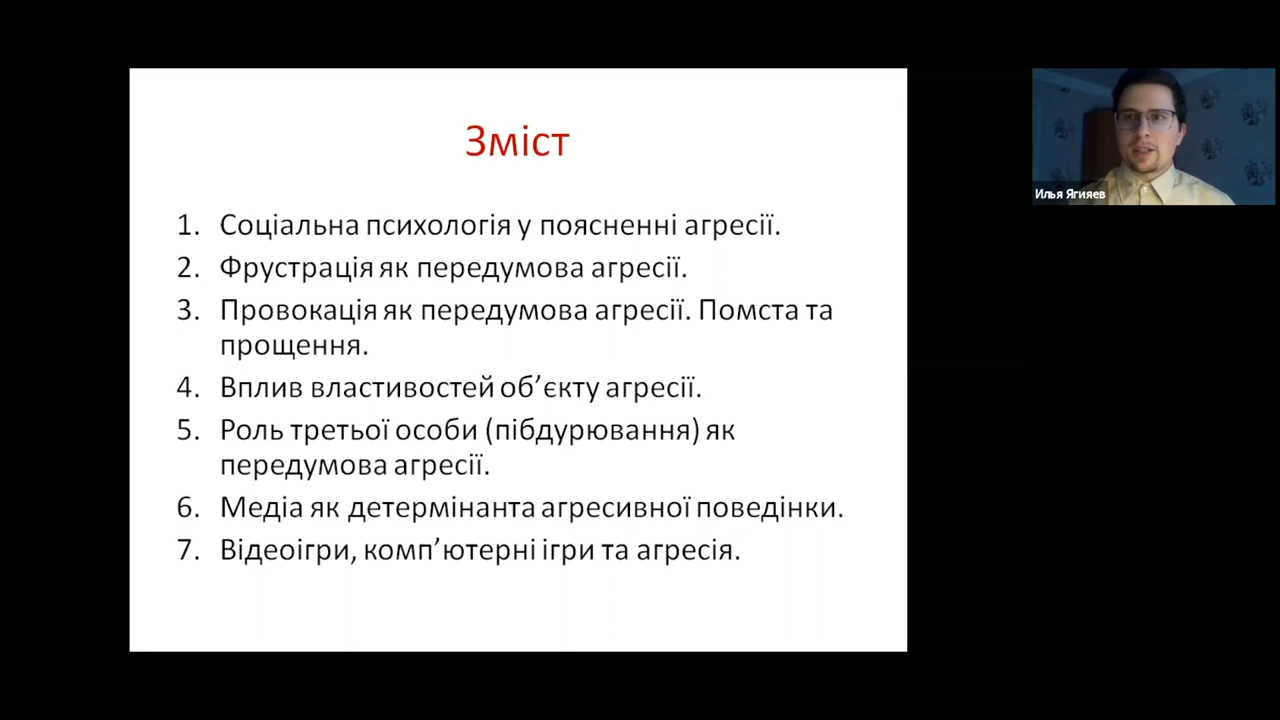 Зміст
1. Соціальна психологія у поясненні агресії.
2. Фрустрація як передумова агресії.
3. Провокація як передумова агресії. Помста та
прощення.
4. Вплив властивостей об’єкту агресії.
5. Роль третьої особи (пібдурювання) як
передумова агресії.
6. Медіа як детермінанта агресивної поведінки.
7. Відеоігри, комп’ютерні ігри та агресія.
Илья Ягияев